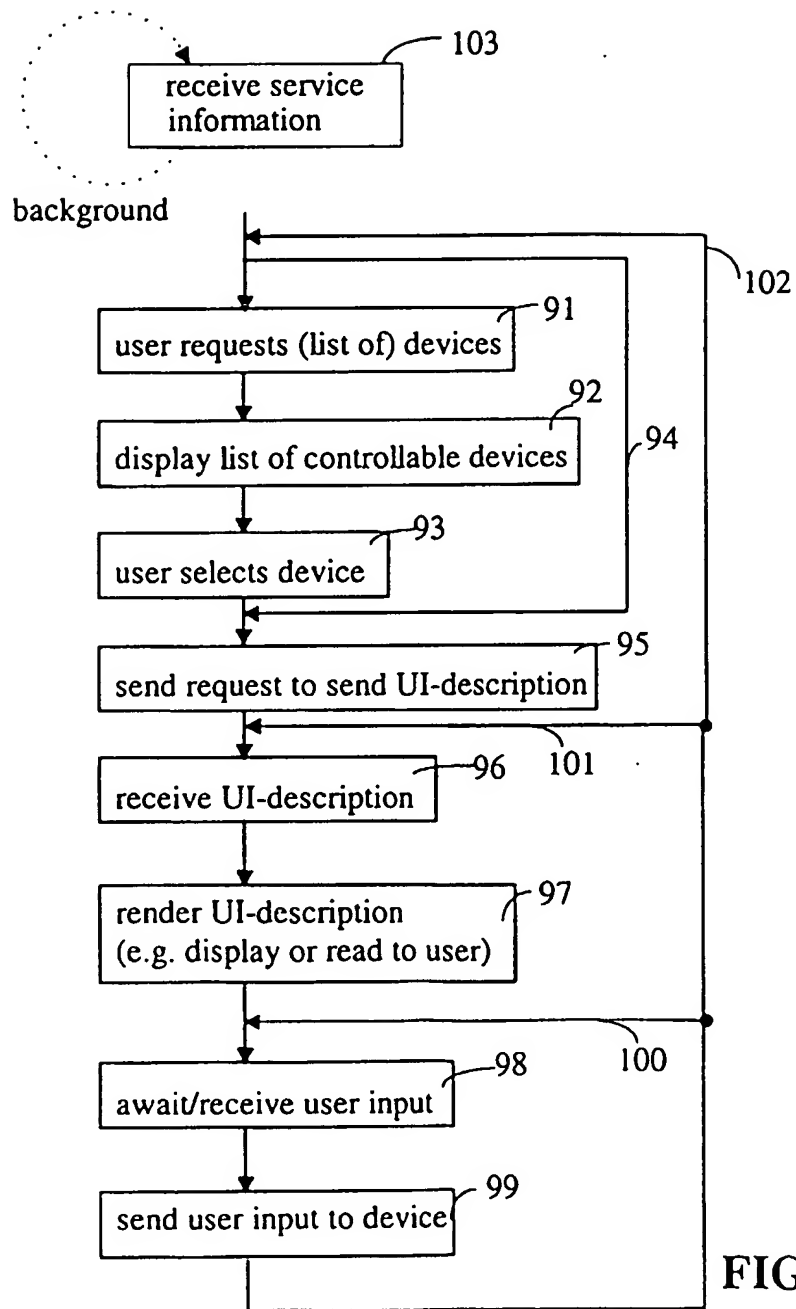 103
receive service
information
background
102
91
user requests (list of) devices
92
display list of controllable devices
94
93
user selects device
95
send request to send UI-description
101
96
receive UI-description
97
render UI-description
(e.g. display or read to user)
100
98
await/receive user input
99
send user input to device
FIG